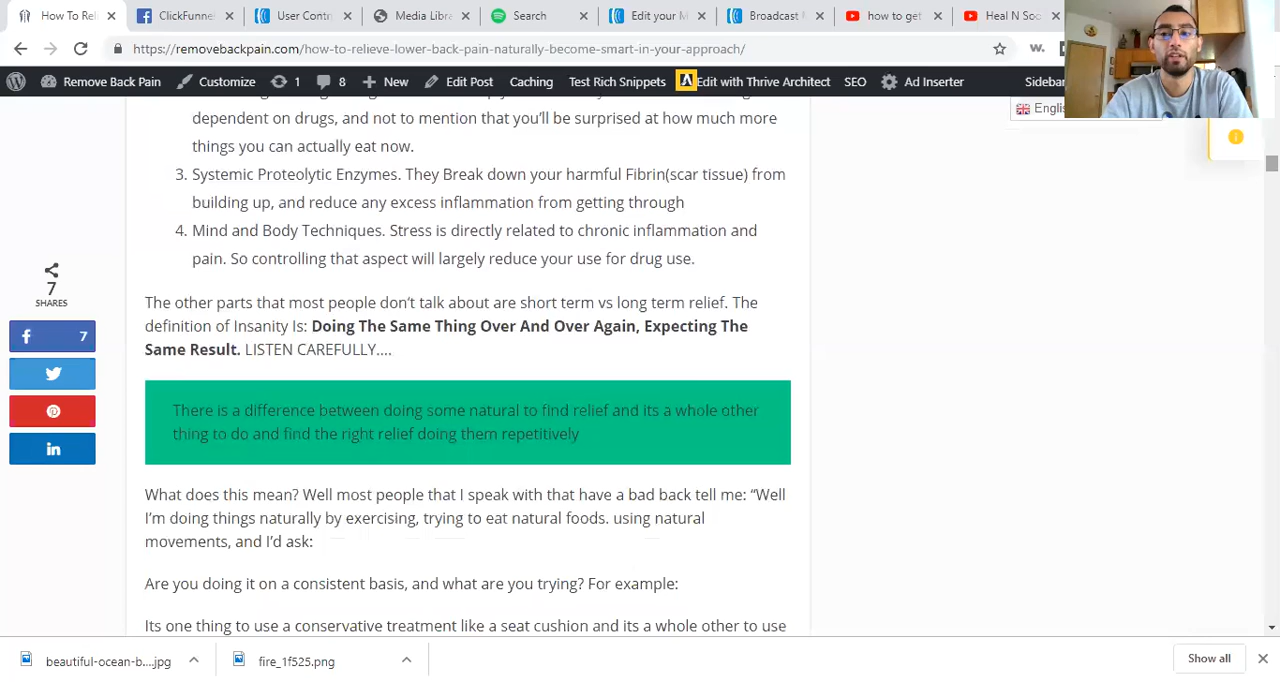 How To Reli
ClickFunnel
User Contr
Media Libra
Search
Edit your M
Broadcast
how to get
Heal N Soo
https://removebackpain.com/how-to-relieve-lower-back-pain-naturally-become-smart-in-your-approach/
w.
Remove Back Pain
Customize
1
8
New
Edit Post
Caching
Test Rich Snippets
Edit with Thrive Architect
SEO
Ad Inserter
Sidebar
Englis
dependent on drugs, and not to mention that you'll be surprised at how much more
things you can actually eat now.
3. Systemic Proteolytic Enzymes. They Break down your harmful Fibrin(scar tissue) from
building up, and reduce any excess inflammation from getting through
4. Mind and Body Techniques. Stress is directly related to chronic inflammation and
pain. So controlling that aspect will largely reduce your use for drug use.
7
SHARES
7
The other parts that most people don't talk about are short term vs long term relief. The
definition of Insanity Is: Doing The Same Thing Over And Over Again, Expecting The
Same Result. LISTEN CAREFULLY....
There is a difference between doing some natural to find relief and its a whole other
thing to do and find the right relief doing them repetitively
What does this mean? Well most people that I speak with that have a bad back tell me: “Well
I'm doing things naturally by exercising, trying to eat natural foods. using natural
movements, and I'd ask:
Are you doing it on a consistent basis, and what are you trying? For example:
Its one thing to use a conservative treatment like a seat cushion and its a whole other to use
beautiful-ocean-b....jpg
fire_1f525.png
Show all